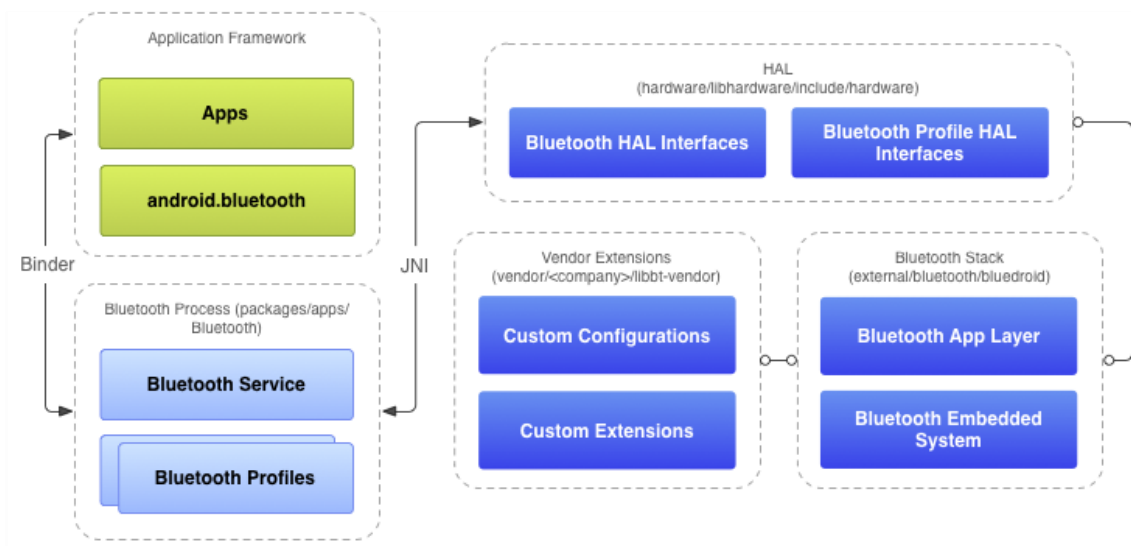 Application Framework
Apps
android.bluetooth
Binder
Bluetooth Process (packages/apps/
Bluetooth)
Bluetooth Service
Bluetooth Profiles
JNI
HAL
(hardware/libhardware/include/hardware)
Bluetooth HAL Interfaces
Bluetooth Profile HAL
Interfaces
Vendor Extensions
(vendor/<company>/libbt-vendor)
Custom Configurations
Custom Extensions
Bluetooth Stack
(external/bluetooth/bluedroid)
Bluetooth App Layer
Bluetooth Embedded
System